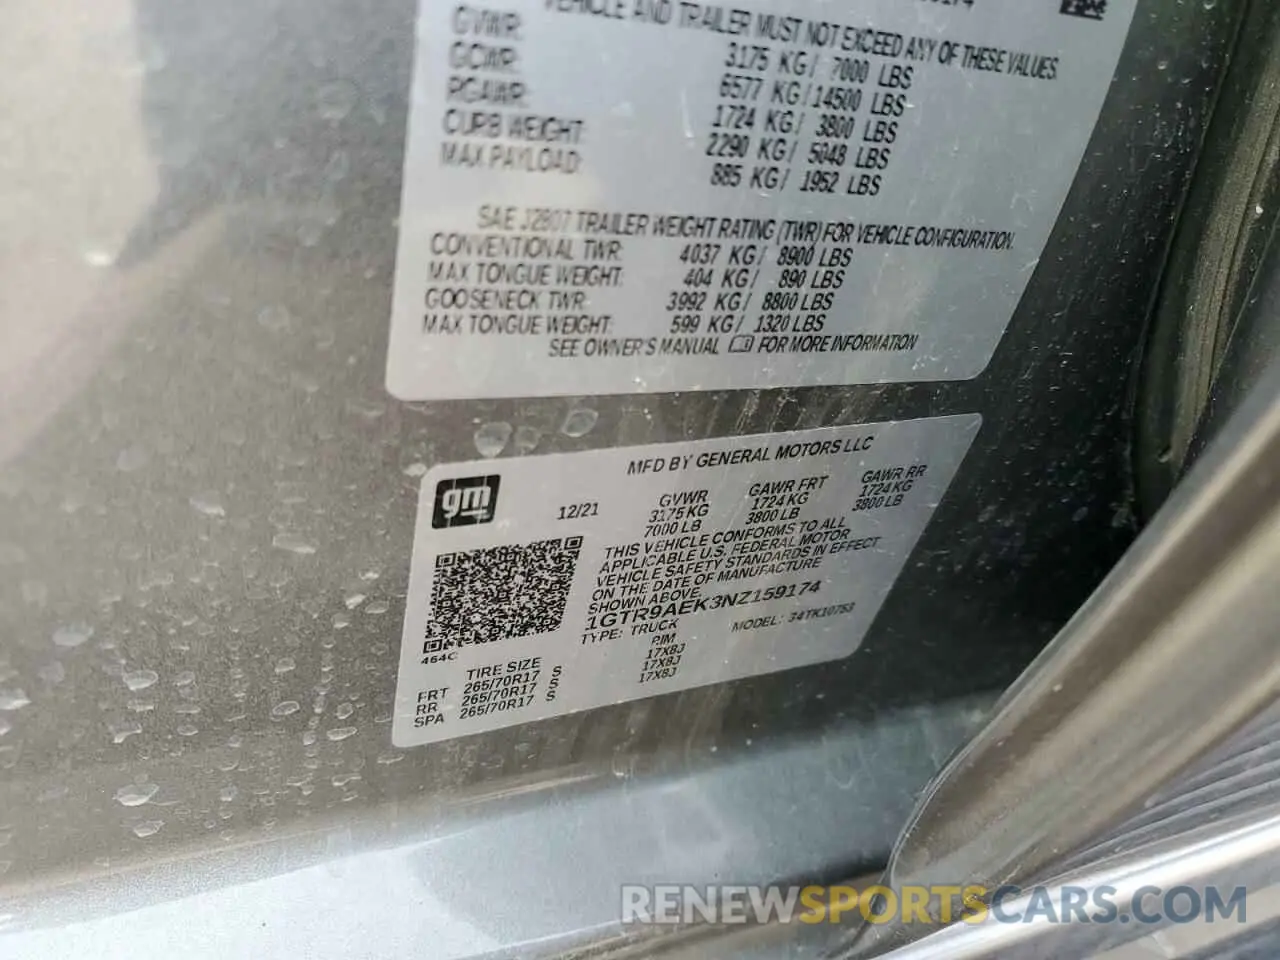 VEHICLE AND TRAILER MUST NOT EXCEED ANY OF THESE VALUES.
GVWR: 3175 KG/ 7000 LBS
GCWR: 6577 KG/14500 LBS
RGAWR: 1724 KG/ 3800 LBS
CURB WEIGHT: 2290 KG/ 5048 LBS
MAX PAYLOAD: 885 KG/ 1952 LBS
SAE J2807 TRAILER WEIGHT RATING (TWR) FOR VEHICLE CONFIGURATION.
CONVENTIONAL TWR: 4037 KG/ 8900 LBS
MAX TONGUE WEIGHT: 404 KG/ 890 LBS
GOOSENECK TWR: 3992 KG/ 8800 LBS
MAX TONGUE WEIGHT: 599 KG/ 1320 LBS
SEE OWNER'S MANUAL FOR MORE INFORMATION
gm
MFD BY GENERAL MOTORS LLC
12/21
GVWR GAWR FRT GAWR RR
3175 KG 1724 KG 1724 KG
7000 LB 3800 LB 3800 LB
THIS VEHICLE CONFORMS TO ALL
APPLICABLE U.S. FEDERAL MOTOR
VEHICLE SAFETY STANDARDS IN EFFECT
ON THE DATE OF MANUFACTURE
SHOWN ABOVE.
1GTR9AEK3NZ159174
TYPE: TRUCK MODEL: 34TK10753
464C
TIRE SIZE RIM
FRT 265/70R17 S 17X8J
RR 265/70R17 S 17X8J
SPA 265/70R17 S 17X8J
RENEWSPORTSCARS.COM